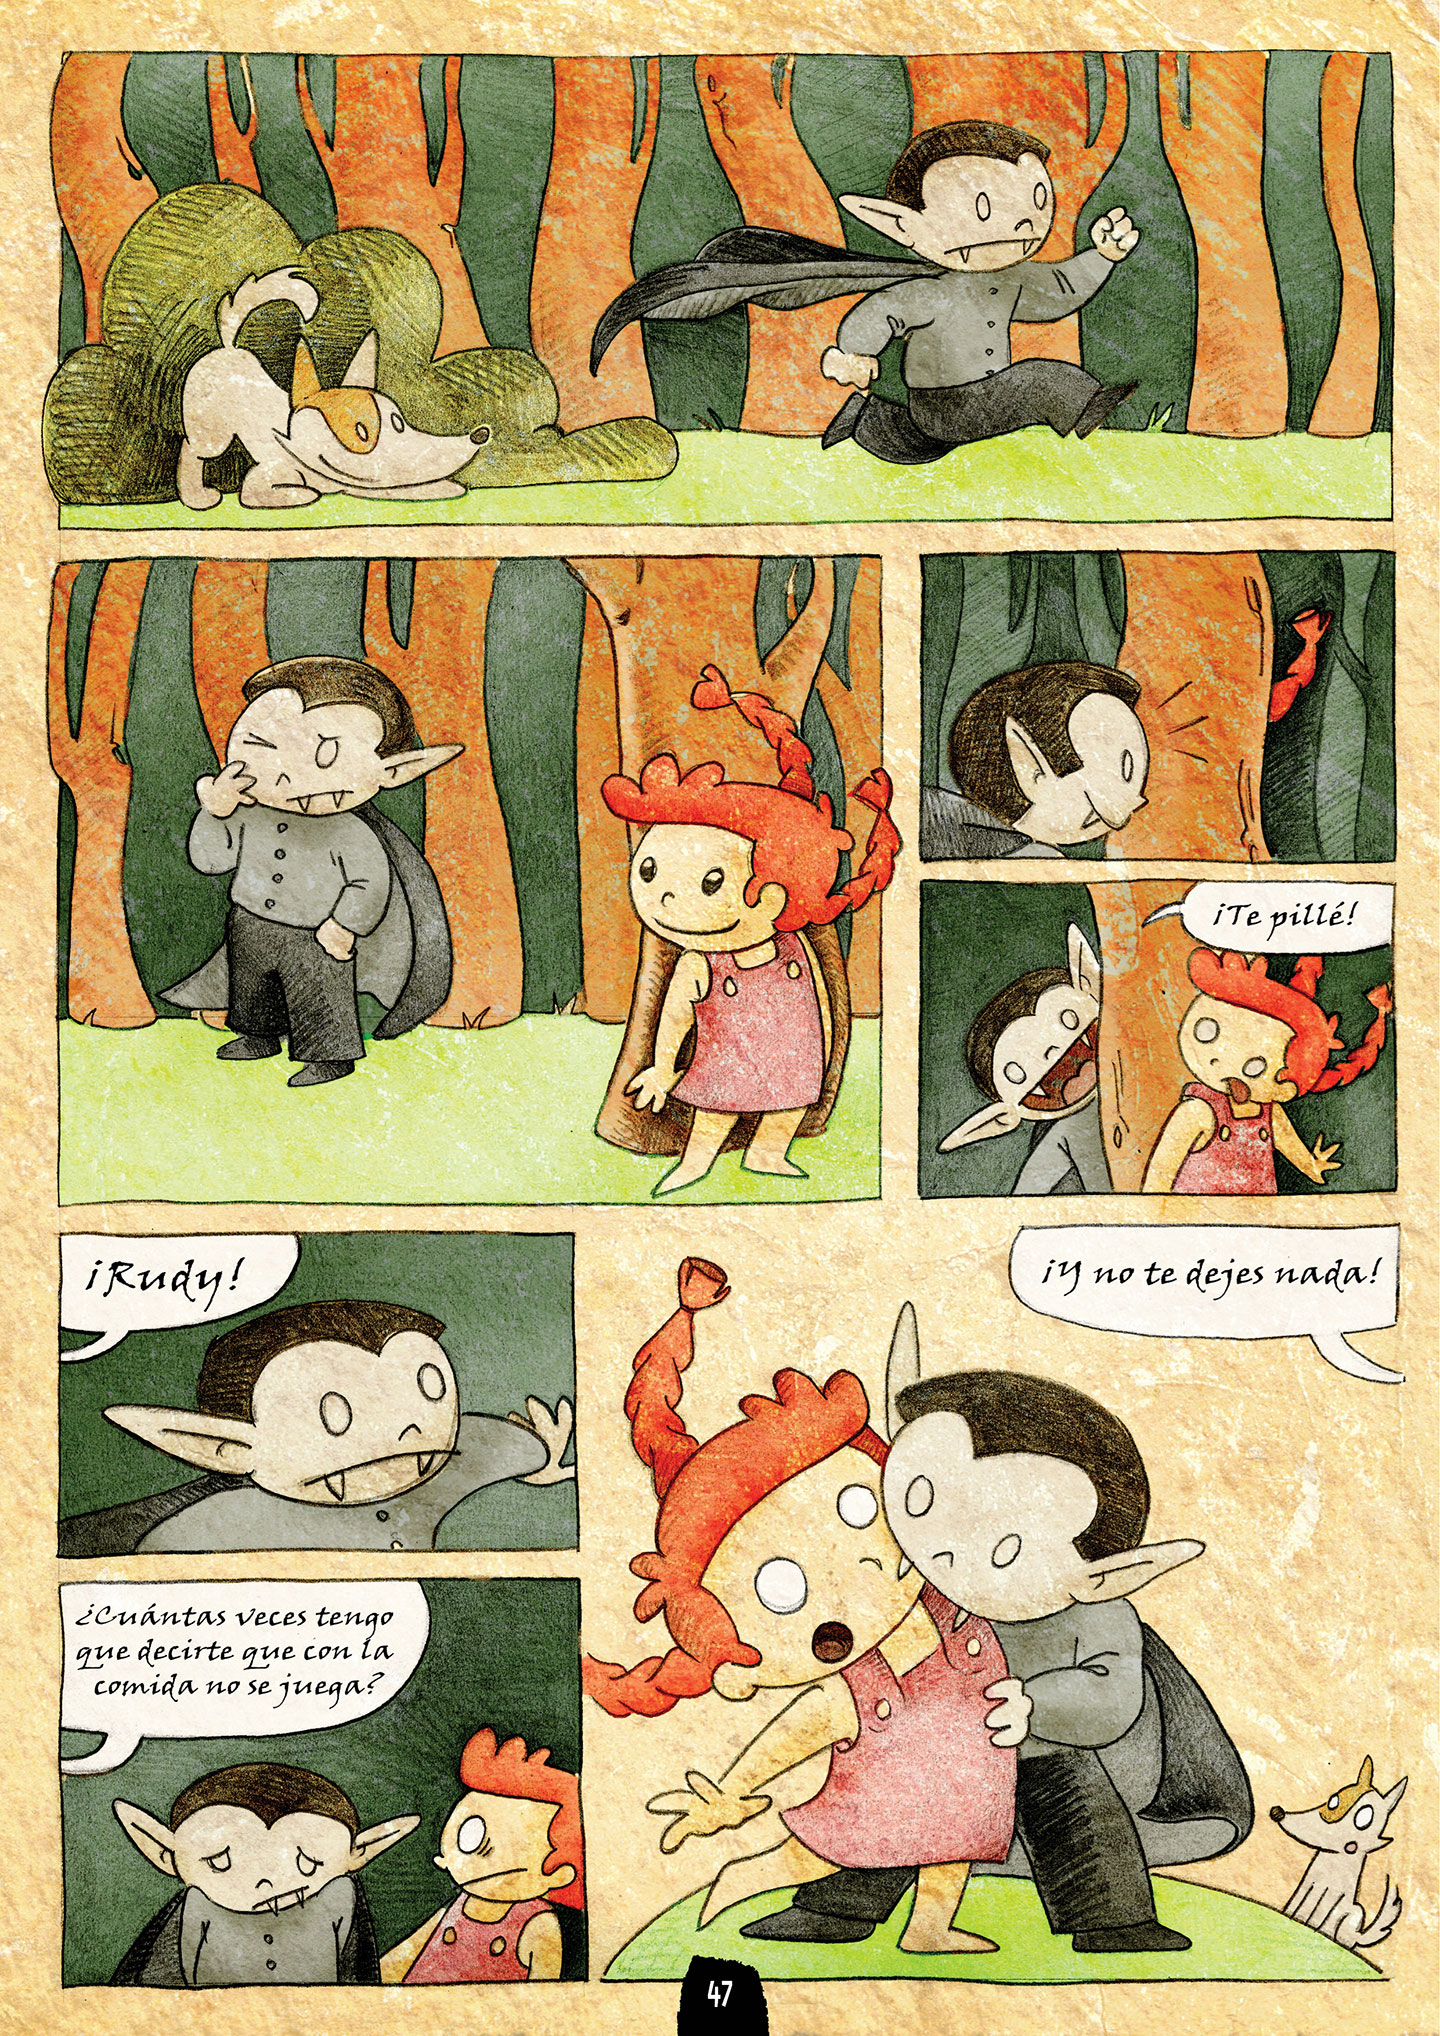 ¡Te pillé!
¡Rudy!
¿Cuántas veces tengo
que decirte que con la
comida no se juega?
¡Y no te dejes nada!
47